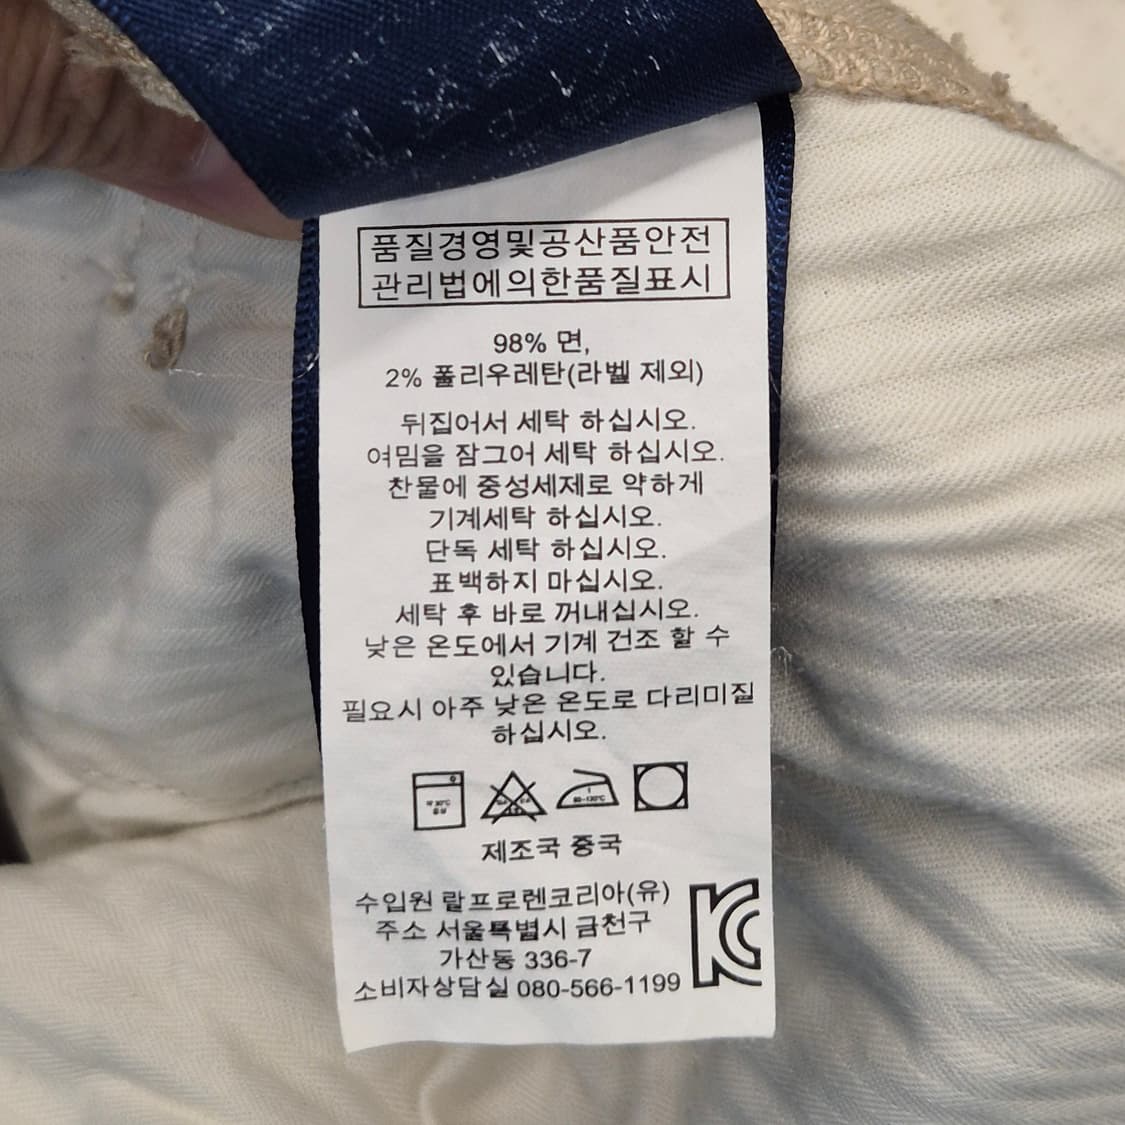 품질경영및공산품안전
관리법에의한품질표시
98% 면,
2% 폴리우레탄(라벨 제외)
뒤집어서 세탁 하십시오.
여밈을 잠그어 세탁 하십시오.
찬물에 중성세제로 약하게
기계세탁 하십시오.
단독 세탁 하십시오.
표백하지 마십시오.
세탁 후 바로 꺼내십시오.
낮은 온도에서 기계 건조 할 수
있습니다.
필요시 아주 낮은 온도로 다리미질
하십시오.
약 30℃
중성
제조국 중국
수입원 랄프로렌코리아(유)
주소 서울특별시 금천구
가산동 336-7
소비자상담실 080-566-1199